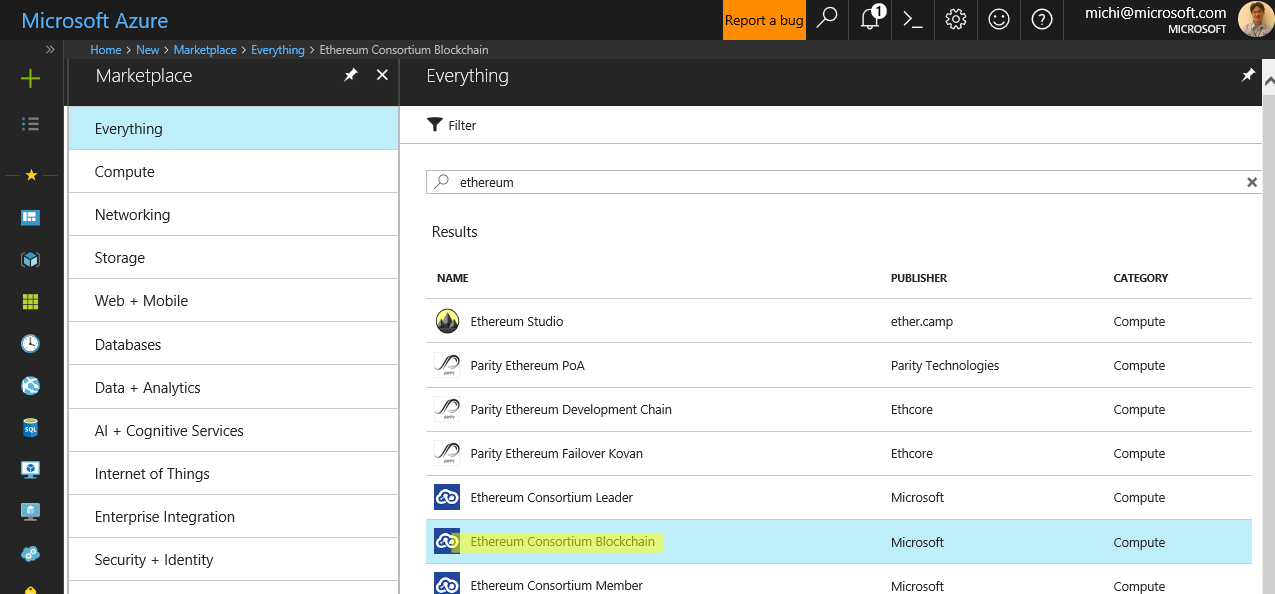 Microsoft Azure
Report a bug
1
michi@microsoft.com
MICROSOFT
Home > New > Marketplace > Everything > Ethereum Consortium Blockchain
Marketplace
Everything
Compute
Networking
Storage
Web + Mobile
Databases
Data + Analytics
AI + Cognitive Services
Internet of Things
Enterprise Integration
Security + Identity
Everything
Filter
ethereum
Results
NAME PUBLISHER CATEGORY
Ethereum Studio ether.camp Compute
Parity Ethereum PoA Parity Technologies Compute
Parity Ethereum Development Chain Ethcore Compute
Parity Ethereum Failover Kovan Ethcore Compute
Ethereum Consortium Leader Microsoft Compute
Ethereum Consortium Blockchain Microsoft Compute
Ethereum Consortium Member Microsoft Compute
SQL
parity
parity
parity